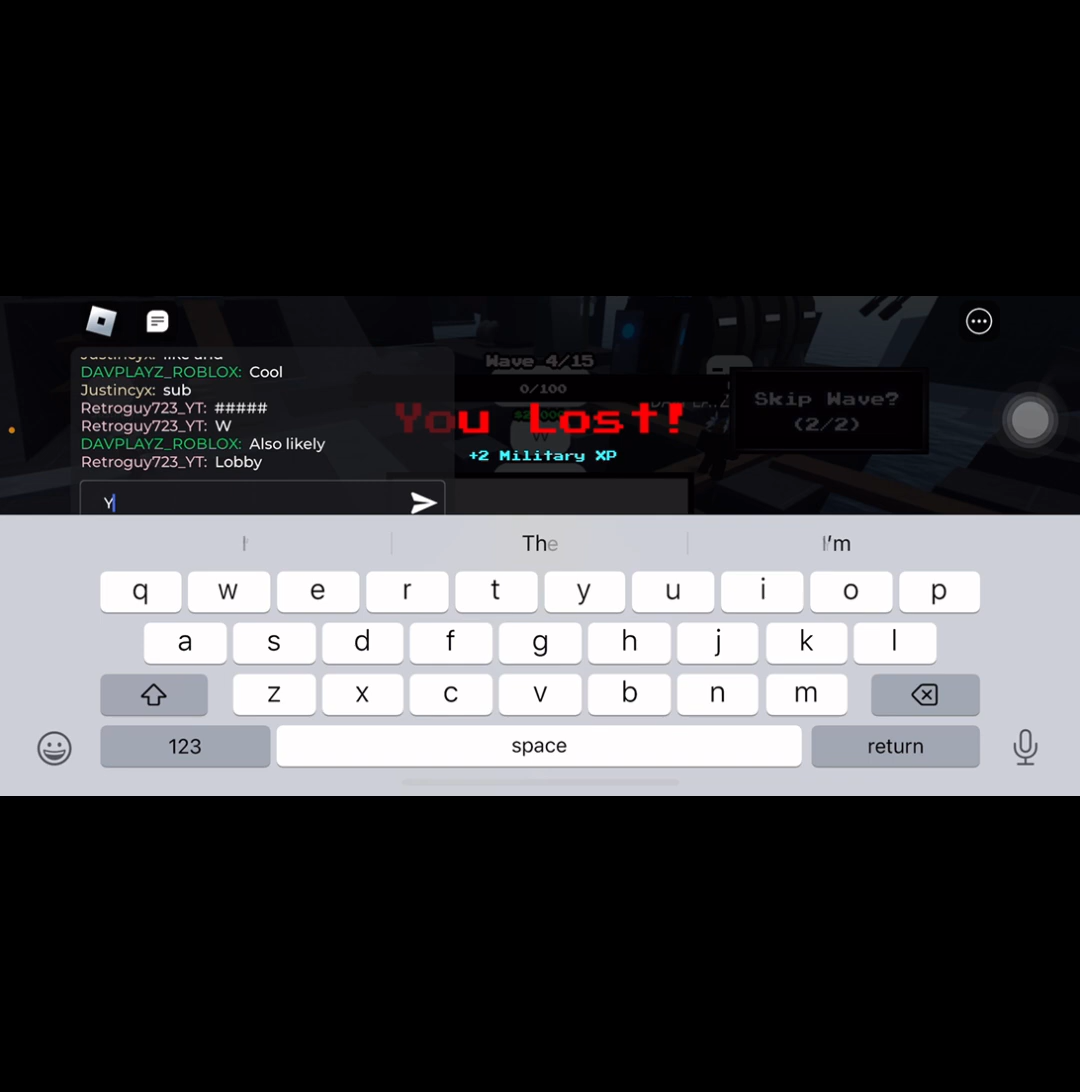 DAVPLAYZ_ROBLOX: Cool
Justincyx: sub
Retroguy723_YT: #####
Retroguy723_YT: W
DAVPLAYZ_ROBLOX: Also likely
Retroguy723_YT: Lobby
Y
Wave 4/15
0/100
You Lost!
+2 Military XP
Skip Wave?
(2/2)
I The I'm
q w e r t y u i o p
a s d f g h j k l
z x c v b n m
123 space return